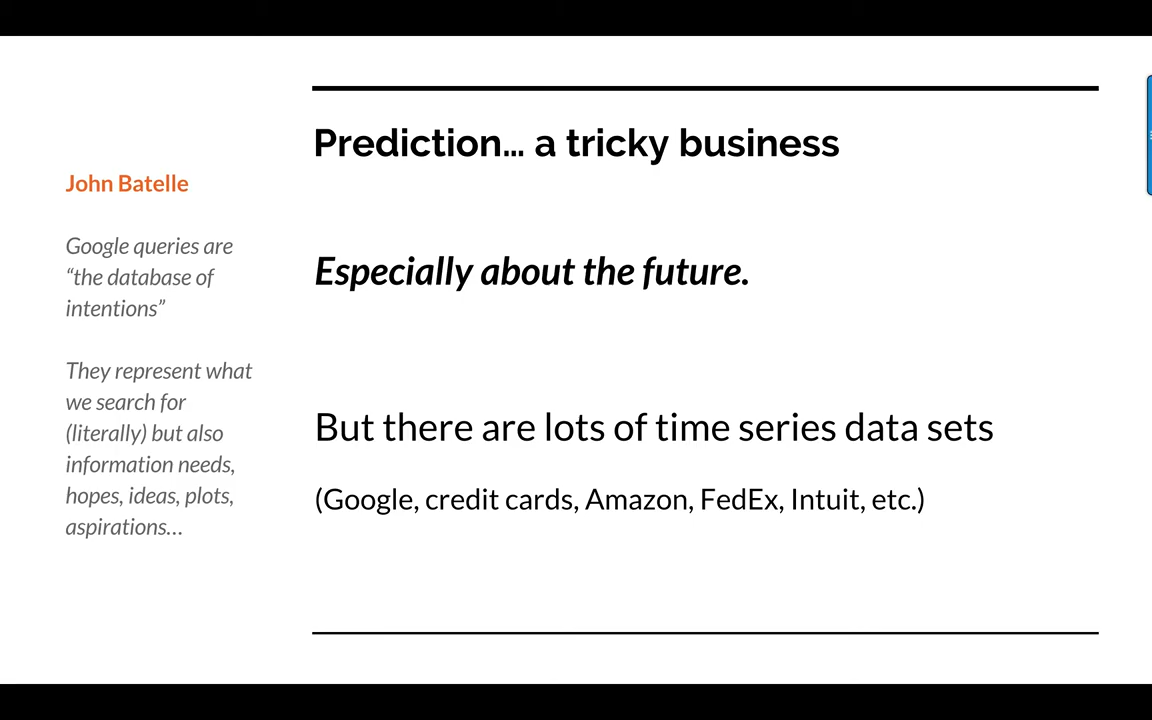 Prediction... a tricky business
John Batelle
Google queries are
“the database of
intentions”
They represent what
we search for
(literally) but also
information needs,
hopes, ideas, plots,
aspirations...
Especially about the future.
But there are lots of time series data sets
(Google, credit cards, Amazon, FedEx, Intuit, etc.)